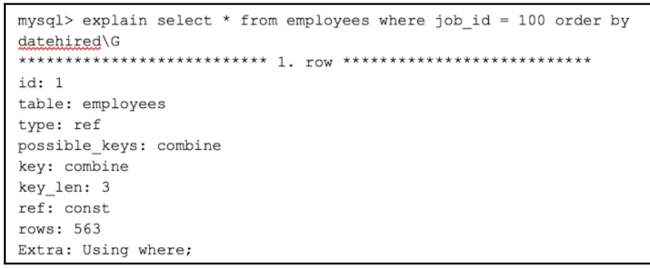 mysql> explain select * from employees where job_id = 100 order by
datehired\G
*************************** 1. row ***************************
id: 1
table: employees
type: ref
possible_keys: combine
key: combine
key_len: 3
ref: const
rows: 563
Extra: Using where;